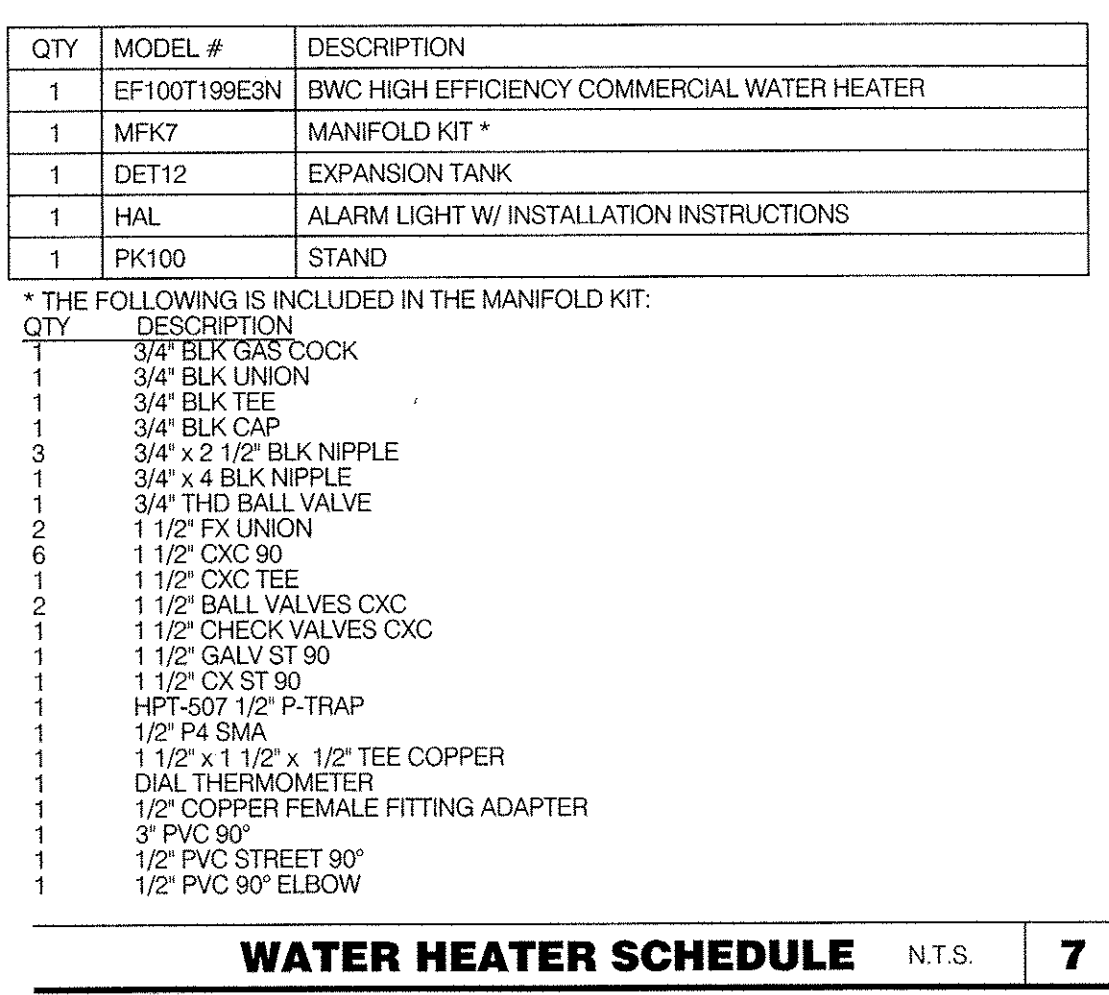 QTY MODEL # DESCRIPTION
1 EF100T199E3N BWC HIGH EFFICIENCY COMMERCIAL WATER HEATER
1 MFK7 MANIFOLD KIT *
1 DET12 EXPANSION TANK
1 HAL ALARM LIGHT W/ INSTALLATION INSTRUCTIONS
1 PK100 STAND
* THE FOLLOWING IS INCLUDED IN THE MANIFOLD KIT:
QTY DESCRIPTION
1 3/4" BLK GAS COCK
1 3/4" BLK UNION
1 3/4" BLK TEE
1 3/4" BLK CAP
3 3/4" x 2 1/2" BLK NIPPLE
1 3/4" x 4 BLK NIPPLE
1 3/4" THD BALL VALVE
2 1 1/2" FX UNION
6 1 1/2" CXC 90
1 1 1/2" CXC TEE
2 1 1/2" BALL VALVES CXC
1 1 1/2" CHECK VALVES CXC
1 1 1/2" GALV ST 90
1 1 1/2" CX ST 90
1 HPT-507 1/2" P-TRAP
1 1/2" P4 SMA
1 1 1/2" x 1 1/2" x 1/2" TEE COPPER
1 DIAL THERMOMETER
1 1/2" COPPER FEMALE FITTING ADAPTER
1 3" PVC 90°
1 1/2" PVC STREET 90°
1 1/2" PVC 90° ELBOW
WATER HEATER SCHEDULE N.T.S. 7